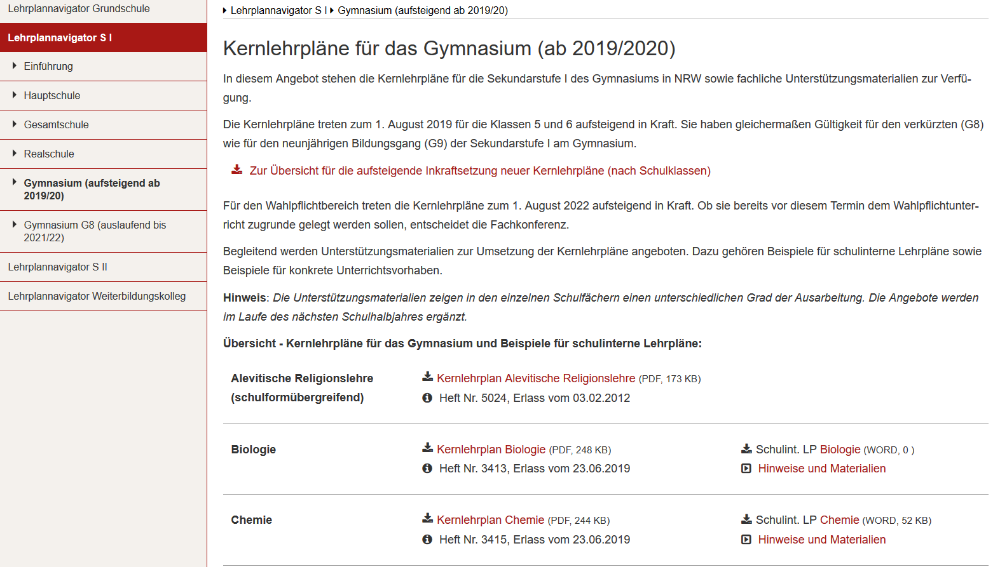 Lehrplannavigator Grundschule
Lehrplannavigator S I
Einführung
Hauptschule
Gesamtschule
Realschule
Gymnasium (aufsteigend ab
2019/20)
Gymnasium G8 (auslaufend bis
2021/22)
Lehrplannavigator S II
Lehrplannavigator Weiterbildungskolleg
Lehrplannavigator S I Gymnasium (aufsteigend ab 2019/20)
Kernlehrpläne für das Gymnasium (ab 2019/2020)
In diesem Angebot stehen die Kernlehrpläne für die Sekundarstufe I des Gymnasiums in NRW sowie fachliche Unterstützungsmaterialien zur Verfü-
gung.
Die Kernlehrpläne treten zum 1. August 2019 für die Klassen 5 und 6 aufsteigend in Kraft. Sie haben gleichermaßen Gültigkeit für den verkürzten (G8)
wie für den neunjährigen Bildungsgang (G9) der Sekundarstufe I am Gymnasium.
Zur Übersicht für die aufsteigende Inkraftsetzung neuer Kernlehrpläne (nach Schulklassen)
Für den Wahlpflichtbereich treten die Kernlehrpläne zum 1. August 2022 aufsteigend in Kraft. Ob sie bereits vor diesem Termin dem Wahlpflichtunter-
richt zugrunde gelegt werden sollen, entscheidet die Fachkonferenz.
Begleitend werden Unterstützungsmaterialien zur Umsetzung der Kernlehrpläne angeboten. Dazu gehören Beispiele für schulinterne Lehrpläne sowie
Beispiele für konkrete Unterrichtsvorhaben.
Hinweis: Die Unterstützungsmaterialien zeigen in den einzelnen Schulfächern einen unterschiedlichen Grad der Ausarbeitung. Die Angebote werden
im Laufe des nächsten Schulhalbjahres ergänzt.
Übersicht - Kernlehrpläne für das Gymnasium und Beispiele für schulinterne Lehrpläne:
Alevitische Religionslehre
(schulformübergreifend)
Kernlehrplan Alevitische Religionslehre (PDF, 173 KB)
Heft Nr. 5024, Erlass vom 03.02.2012
Biologie
Kernlehrplan Biologie (PDF, 248 KB)
Heft Nr. 3413, Erlass vom 23.06.2019
Schulint. LP Biologie (WORD, 0 )
Hinweise und Materialien
Chemie
Kernlehrplan Chemie (PDF, 244 KB)
Heft Nr. 3415, Erlass vom 23.06.2019
Schulint. LP Chemie (WORD, 52 KB)
Hinweise und Materialien